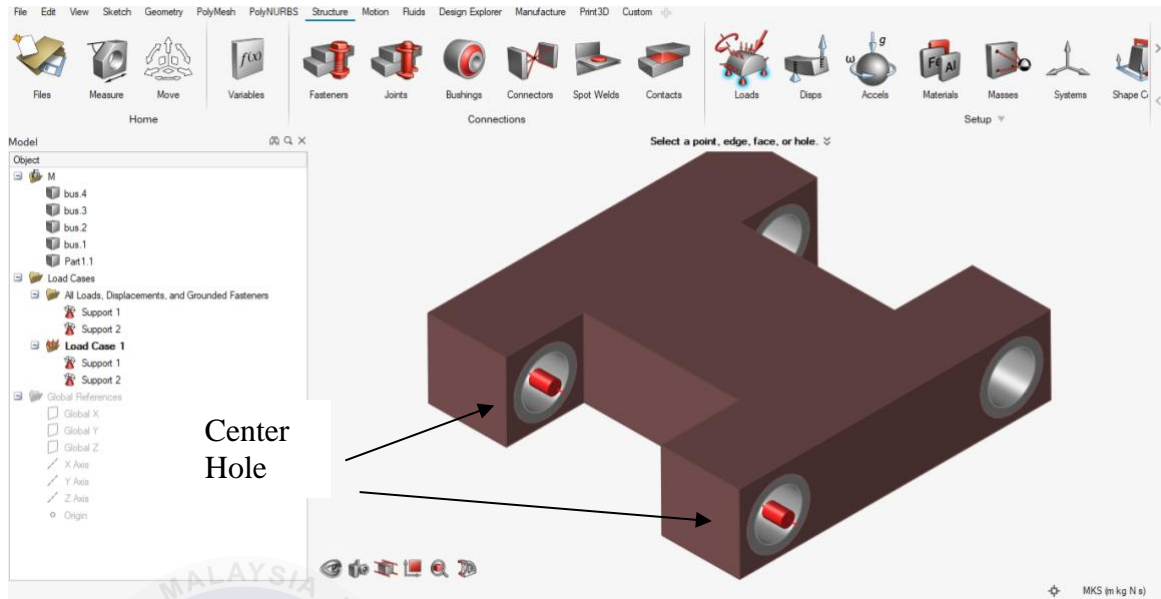 File Edit View Sketch Geometry PolyMesh PolyNURBS Structure Motion Fluids Design Explorer Manufacture Print3D Custom
f(x) g ω Fe Al
Files Measure Move Variables Fasteners Joints Bushings Connectors Spot Welds Contacts Loads Disps Accels Materials Masses Systems Shape C
Home Connections Setup
Model
Select a point, edge, face, or hole.
Object
M
bus.4
bus.3
bus.2
bus.1
Part1.1
Load Cases
All Loads, Displacements, and Grounded Fasteners
Support 1
Support 2
Load Case 1
Support 1
Support 2
Global References
Global X
Global Y
Global Z
X Axis
Y Axis
Z Axis
Origin
Center
Hole
MALAYSIA
MKS (m kg N s)